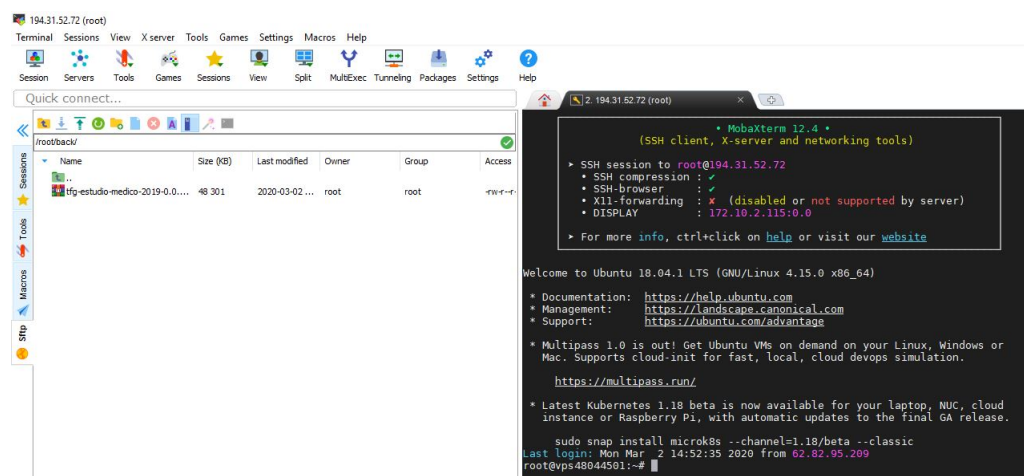 194.31.52.72 (root)
Terminal Sessions View X server Tools Games Settings Macros Help
Session Servers Tools Games Sessions View Split MultiExec Tunneling Packages Settings Help
Quick connect...
2. 194.31.52.72 (root)
/root/back/
Name Size (KB) Last modified Owner Group Access
..
tfg-estudio-medico-2019-0.0.... 48 301 2020-03-02 ... root root -rw-r--r-
Sessions
Tools
Macros
Sftp
• MobaXterm 12.4 •
(SSH client, X-server and networking tools)
➤ SSH session to root@194.31.52.72
• SSH compression : ✔
• SSH-browser : ✔
• X11-forwarding : ✘ (disabled or not supported by server)
• DISPLAY : 172.10.2.115:0.0
➤ For more info, ctrl+click on help or visit our website
Welcome to Ubuntu 18.04.1 LTS (GNU/Linux 4.15.0 x86_64)
* Documentation: https://help.ubuntu.com
* Management: https://landscape.canonical.com
* Support: https://ubuntu.com/advantage
* Multipass 1.0 is out! Get Ubuntu VMs on demand on your Linux, Windows or
Mac. Supports cloud-init for fast, local, cloud devops simulation.
https://multipass.run/
* Latest Kubernetes 1.18 beta is now available for your laptop, NUC, cloud
instance or Raspberry Pi, with automatic updates to the final GA release.
sudo snap install microk8s --channel=1.18/beta --classic
Last login: Mon Mar 2 14:52:35 2020 from 62.82.95.209
root@vps48044501:~#